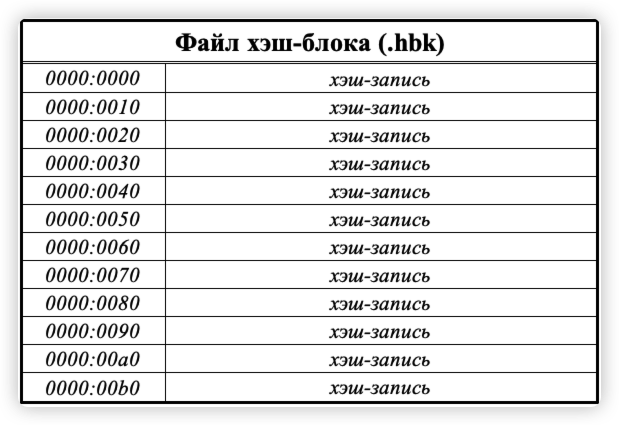 Файл хэш-блока (.hbk)
0000:0000 хэш-запись
0000:0010 хэш-запись
0000:0020 хэш-запись
0000:0030 хэш-запись
0000:0040 хэш-запись
0000:0050 хэш-запись
0000:0060 хэш-запись
0000:0070 хэш-запись
0000:0080 хэш-запись
0000:0090 хэш-запись
0000:00a0 хэш-запись
0000:00b0 хэш-запись